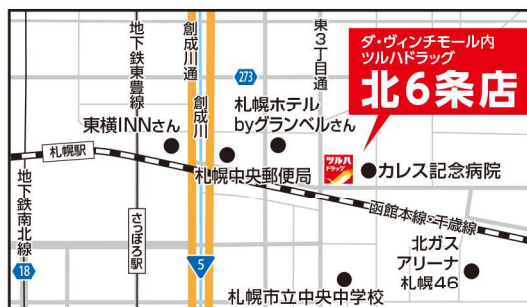 ダ・ヴィンチモール内
ツルハドラッグ
北6条店
地下鉄東豊線
創成川通
創成川
東3丁目通
273
札幌ホテル
byグランベルさん
東横INNさん
札幌駅
札幌中央郵便局
ツルハ
ドラッグ
カレス記念病院
函館本線・千歳線
地下鉄南北線
さっぽろ駅
18
5
北ガス
アリーナ
札幌46
札幌市立中央中学校